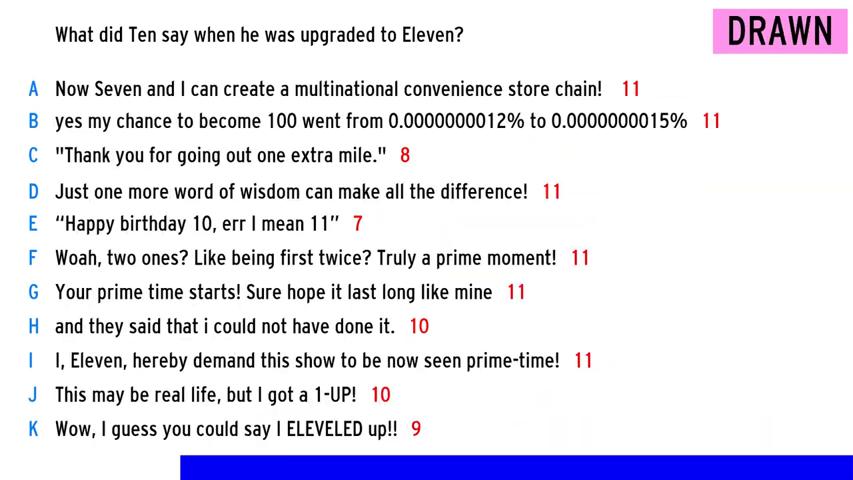 What did Ten say when he was upgraded to Eleven?
DRAWN
A Now Seven and I can create a multinational convenience store chain! 11
B yes my chance to become 100 went from 0.0000000012% to 0.0000000015% 11
C "Thank you for going out one extra mile." 8
D Just one more word of wisdom can make all the difference! 11
E “Happy birthday 10, err I mean 11” 7
F Woah, two ones? Like being first twice? Truly a prime moment! 11
G Your prime time starts! Sure hope it last long like mine 11
H and they said that i could not have done it. 10
I I, Eleven, hereby demand this show to be now seen prime-time! 11
J This may be real life, but I got a 1-UP! 10
K Wow, I guess you could say I ELEVELED up!! 9